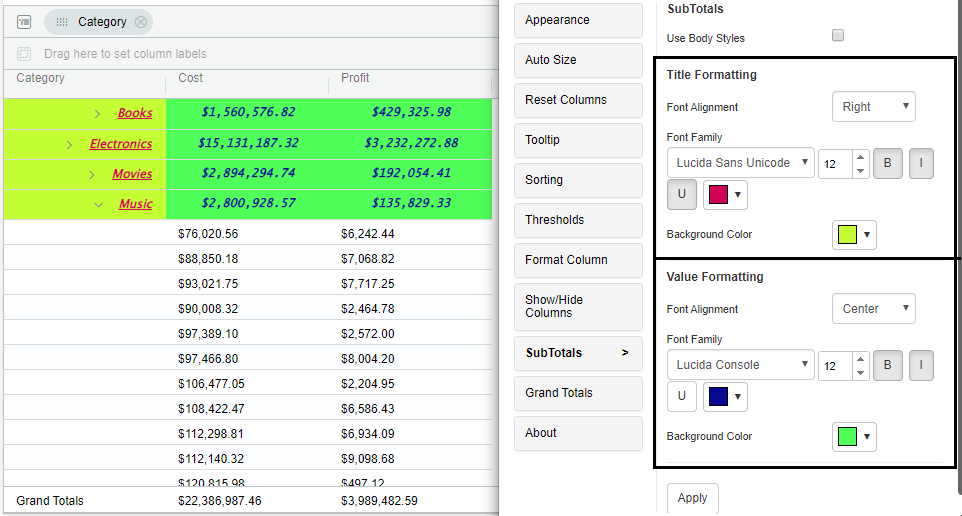 Category
Drag here to set column labels
Category Cost Profit
Books $1,560,576.82 $429,325.98
Electronics $15,131,187.32 $3,232,272.88
Movies $2,894,294.74 $192,054.41
Music $2,800,928.57 $135,829.33
$76,020.56 $6,242.44
$88,850.18 $7,068.82
$93,021.75 $7,717.25
$90,008.32 $2,464.78
$97,389.10 $2,572.00
$97,466.80 $8,004.20
$106,477.05 $2,204.95
$108,422.47 $6,586.43
$112,298.81 $6,934.09
$112,140.32 $9,098.68
$120,815.98 $497.12
Grand Totals $22,386,987.46 $3,989,482.59
Appearance
Auto Size
Reset Columns
Tooltip
Sorting
Thresholds
Format Column
Show/Hide
Columns
SubTotals >
Grand Totals
About
SubTotals
Use Body Styles
Title Formatting
Font Alignment Right
Font Family
Lucida Sans Unicode 12 B I
U
Background Color
Value Formatting
Font Alignment Center
Font Family
Lucida Console 12 B I
U
Background Color
Apply